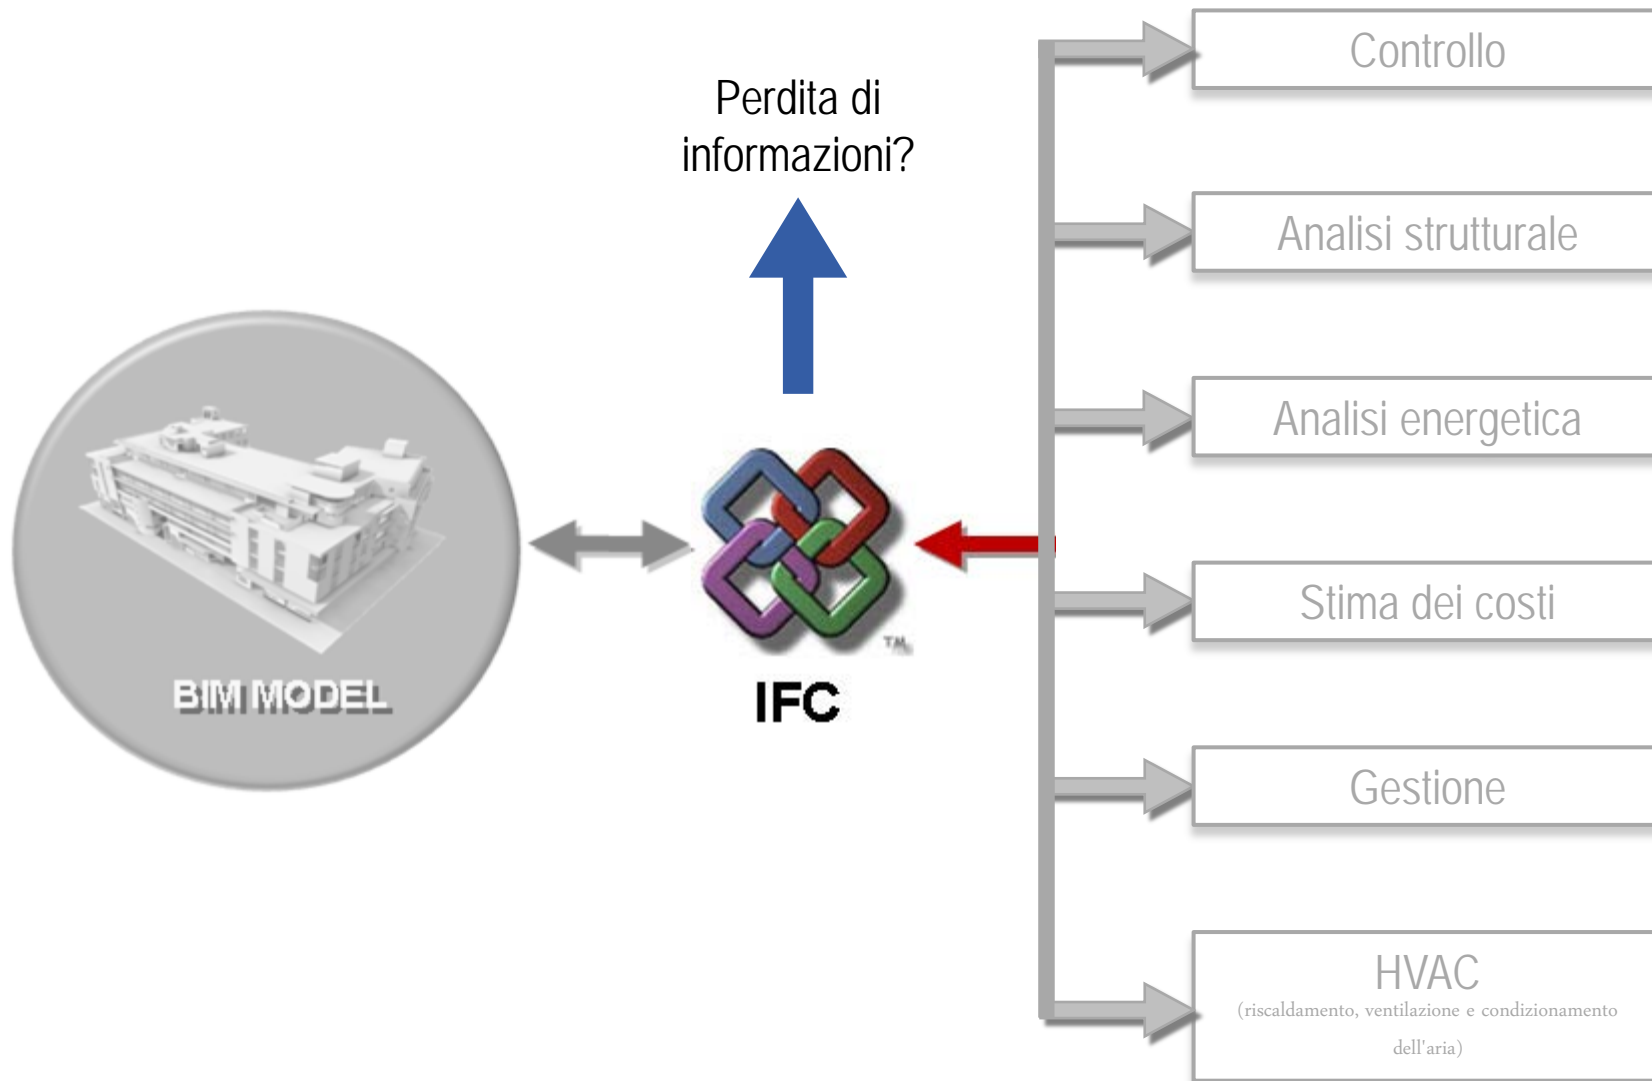 Perdita di
informazioni?
BIM MODEL
TM
IFC
Controllo
Analisi strutturale
Analisi energetica
Stima dei costi
Gestione
HVAC
(riscaldamento, ventilazione e condizionamento
dell'aria)